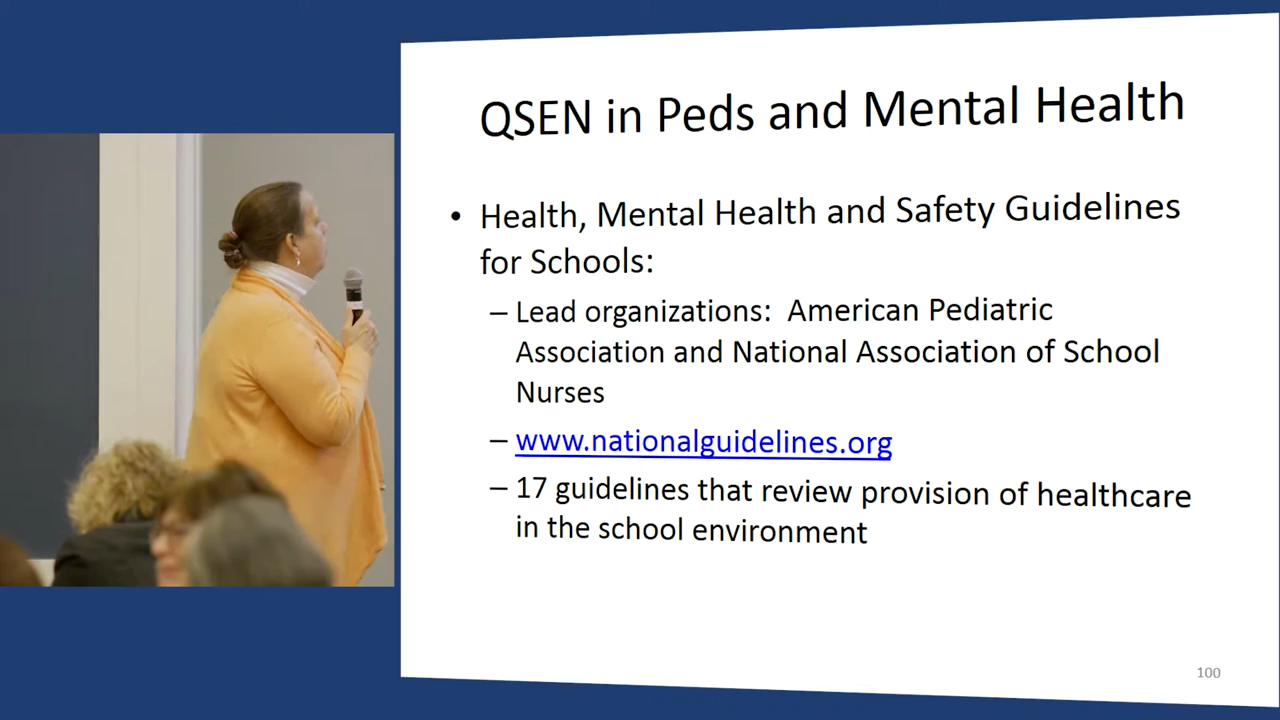 QSEN in Peds and Mental Health
• Health, Mental Health and Safety Guidelines
for Schools:
– Lead organizations: American Pediatric
Association and National Association of School
Nurses
– www.nationalguidelines.org
– 17 guidelines that review provision of healthcare
in the school environment
100